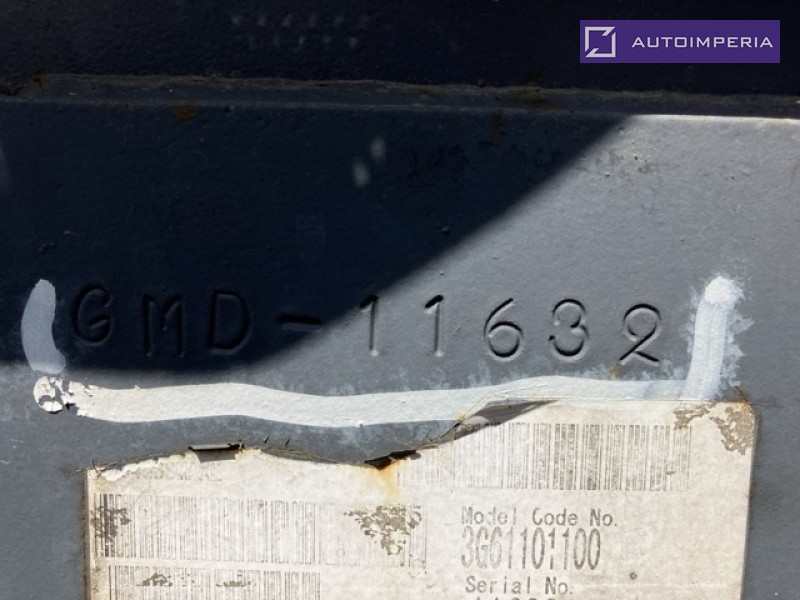 AUTOIMPERIA
GMD-11632
Model Code No.
3G61101100
Serial No.